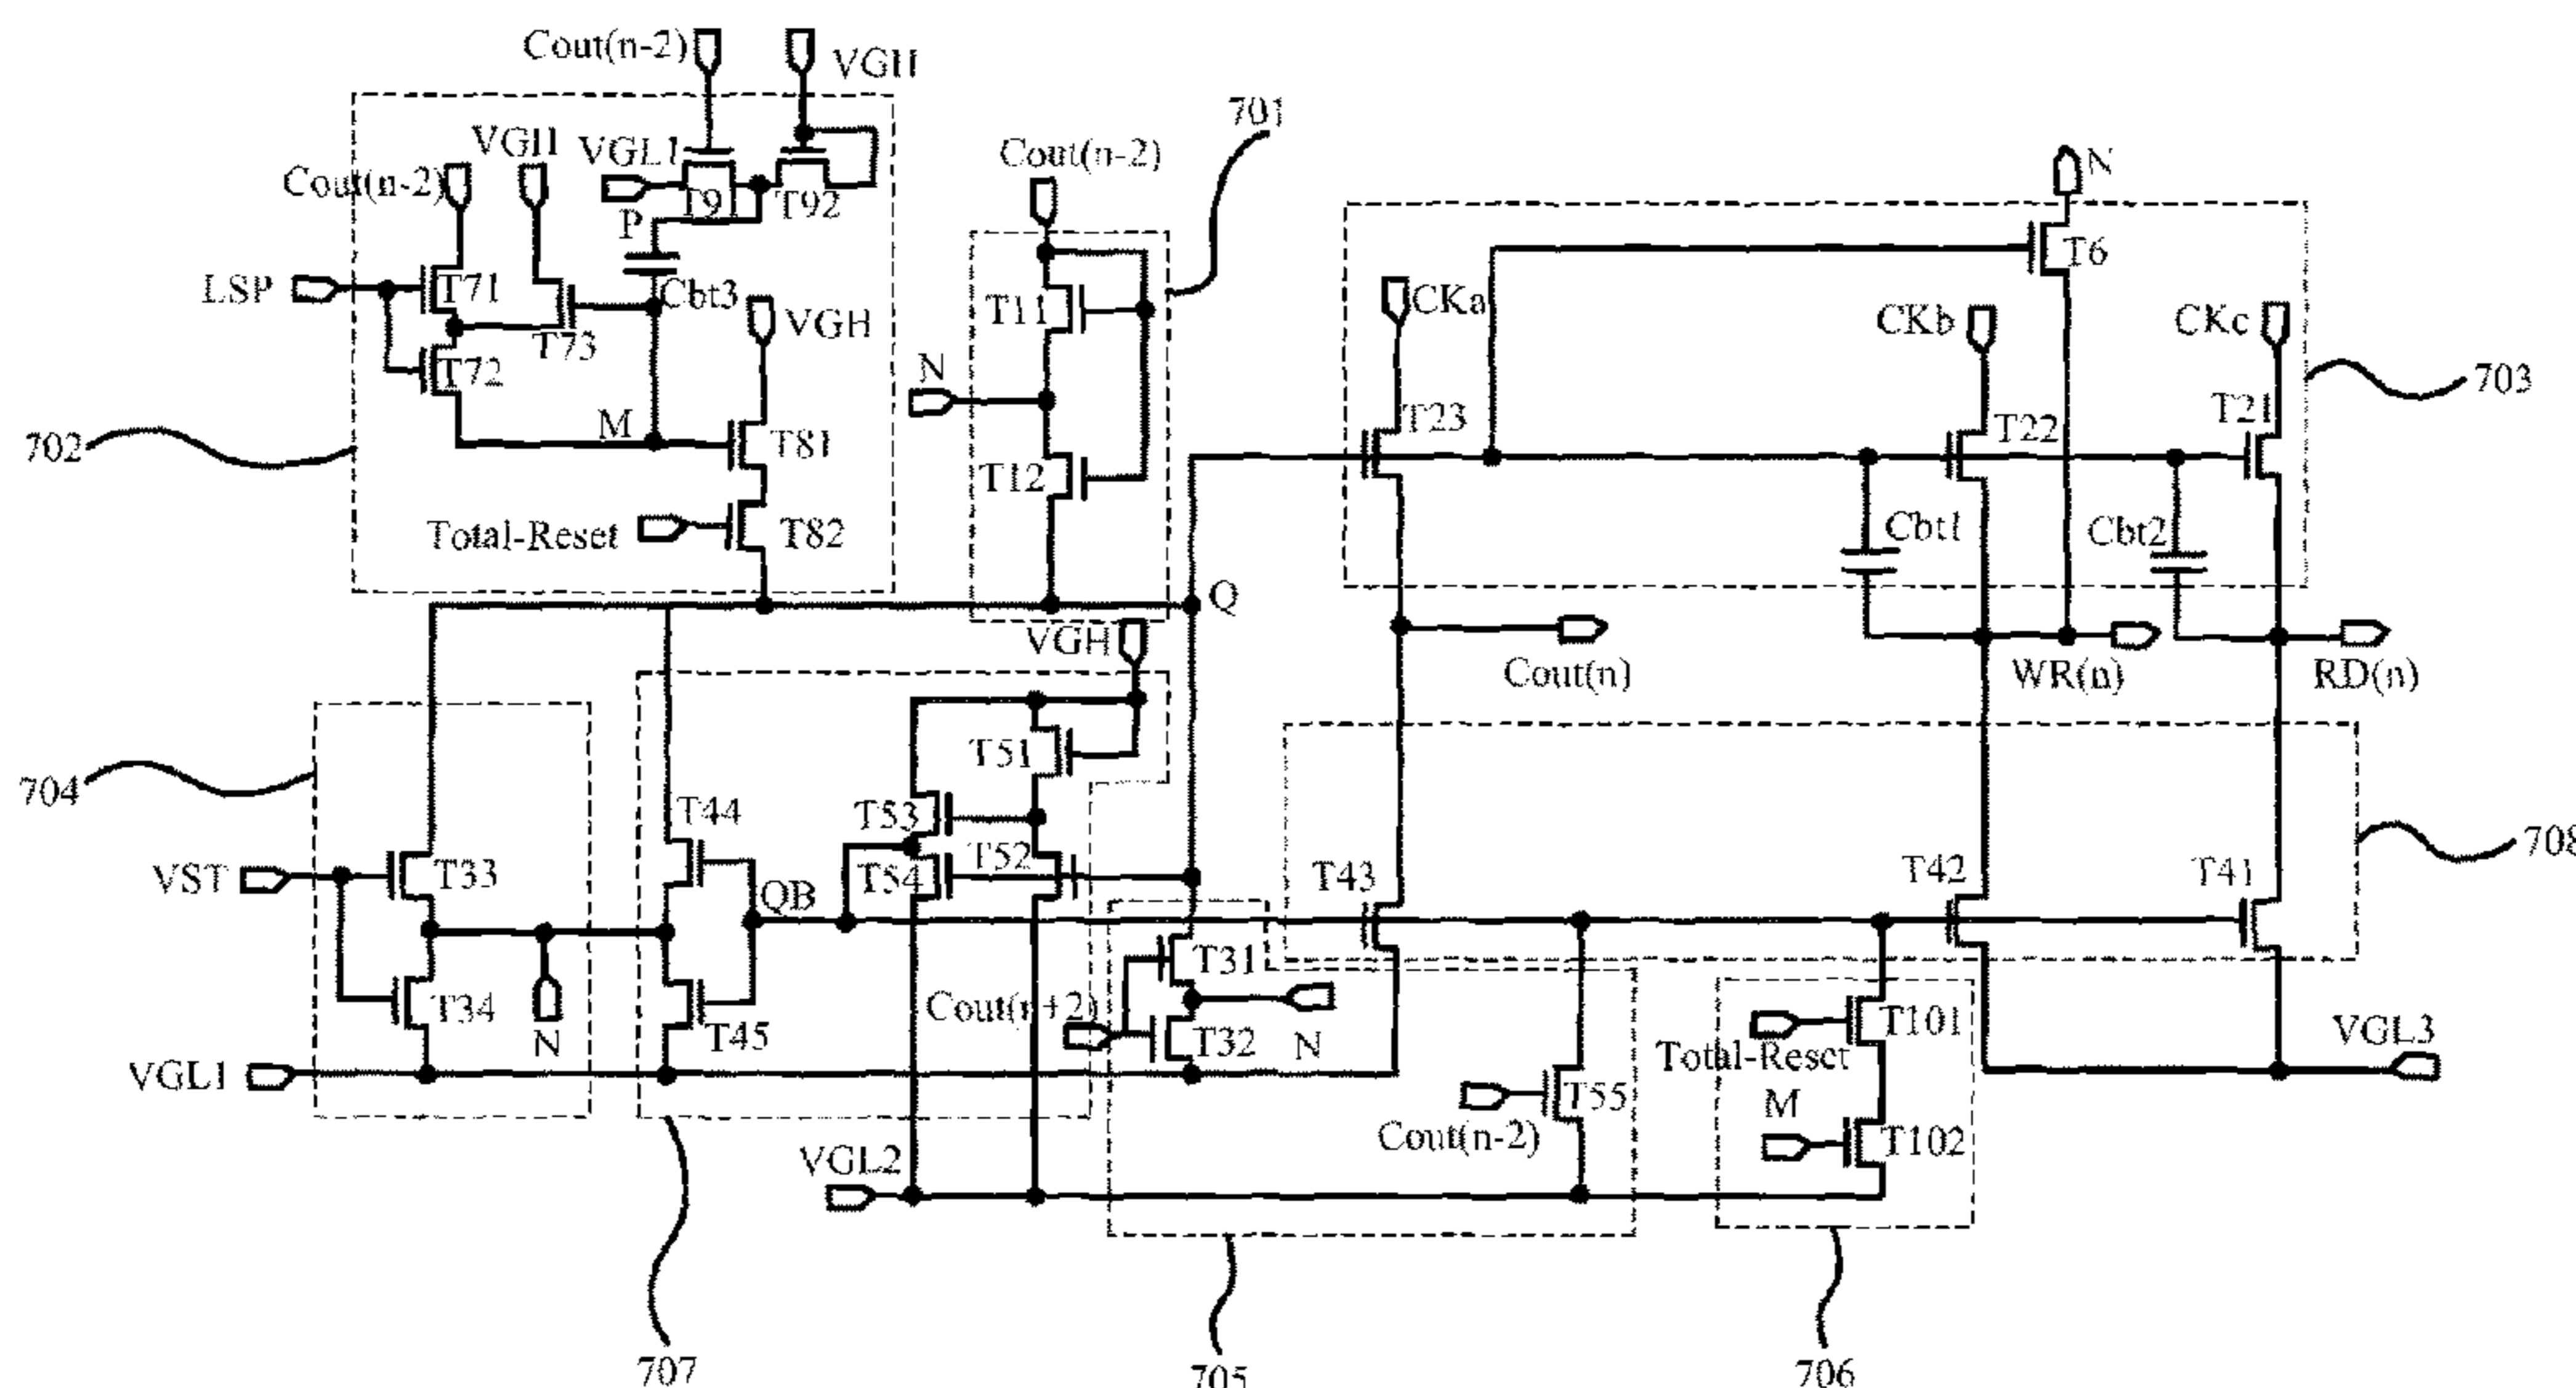 Cout(n-2)
VGH
701
VGH
VGL1
Cout(n-2)
Cout(n-2)
N
T91
T92
P
T6
LSP
T71
Cbt3
VGH
T11
CKa
CKb
CKc
T73
T72
N
703
T23
T22
T21
M
T81
702
T12
Total-Reset
T82
Cbt1
Cbt2
Q
VGH
Cout(n)
WR(n)
RD(n)
T51
704
T44
T53
708
VST
T33
T54
T52
T43
T42
T41
QB
T31
Cout(n+2)
T34
T45
N
T32
N
T101
VGL3
Total-Reset
VGL1
T55
M
Cout(n-2)
T102
VGL2
707
705
706